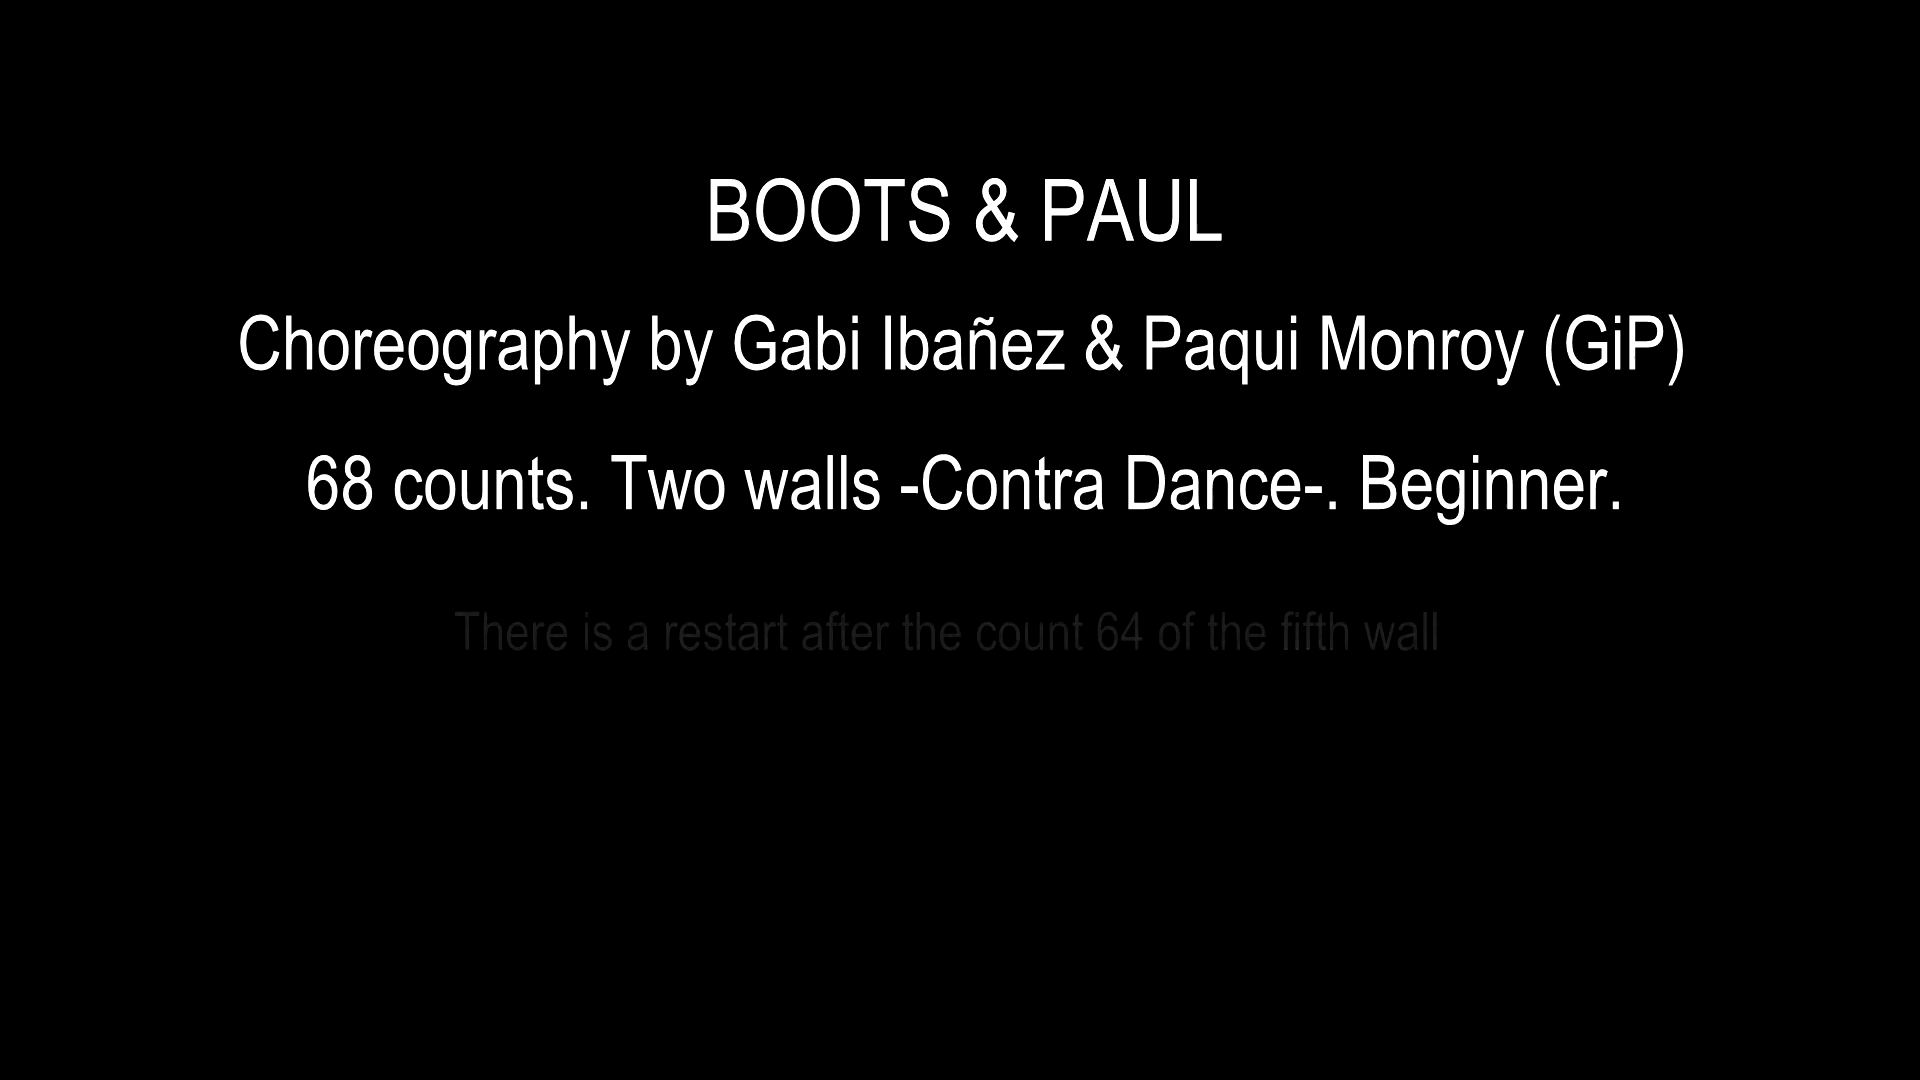 BOOTS & PAUL
Choreography by Gabi Ibañez & Paqui Monroy (GiP)
68 counts. Two walls -Contra Dance-. Beginner.
There is a restart after the count 64 of the fifth wall